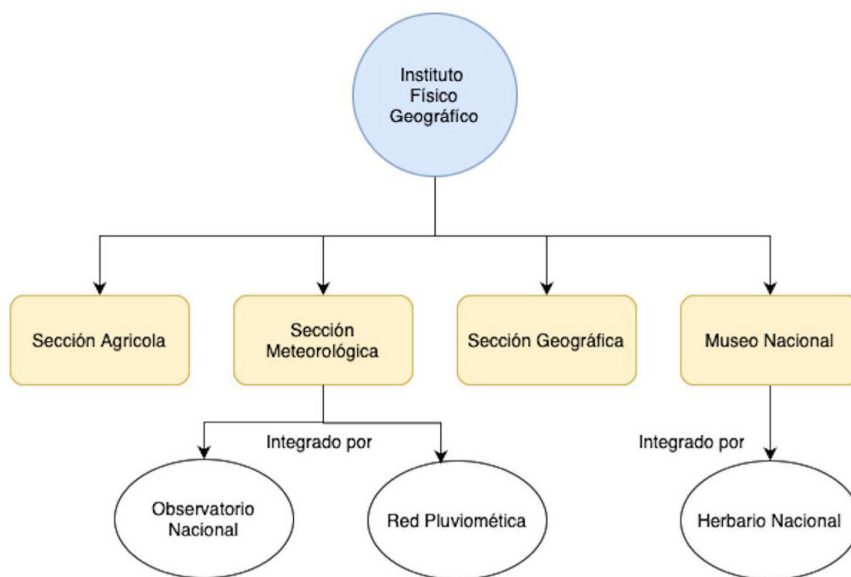 Instituto
Físico
Geográfíco
Sección Agricola
Sección
Meteorológica
Sección Geográfica
Museo Nacional
Integrado por
Integrado por
Observatorio
Nacional
Red Pluviomética
Herbario Nacional